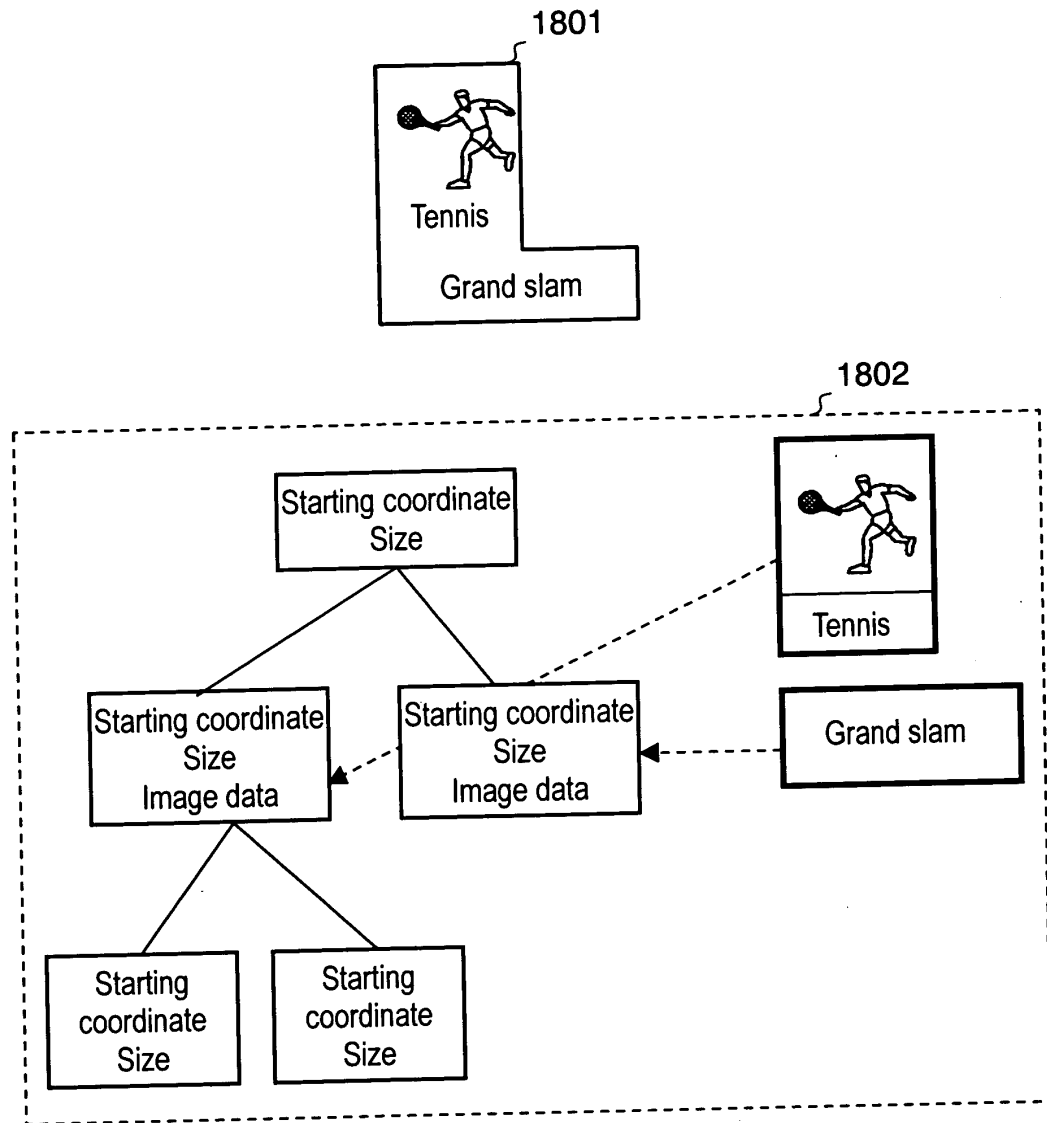 1801
Tennis
Grand slam
1802
Starting coordinate
Size
Tennis
Starting coordinate
Size
Image data
Starting coordinate
Size
Image data
Grand slam
Starting
coordinate
Size
Starting
coordinate
Size